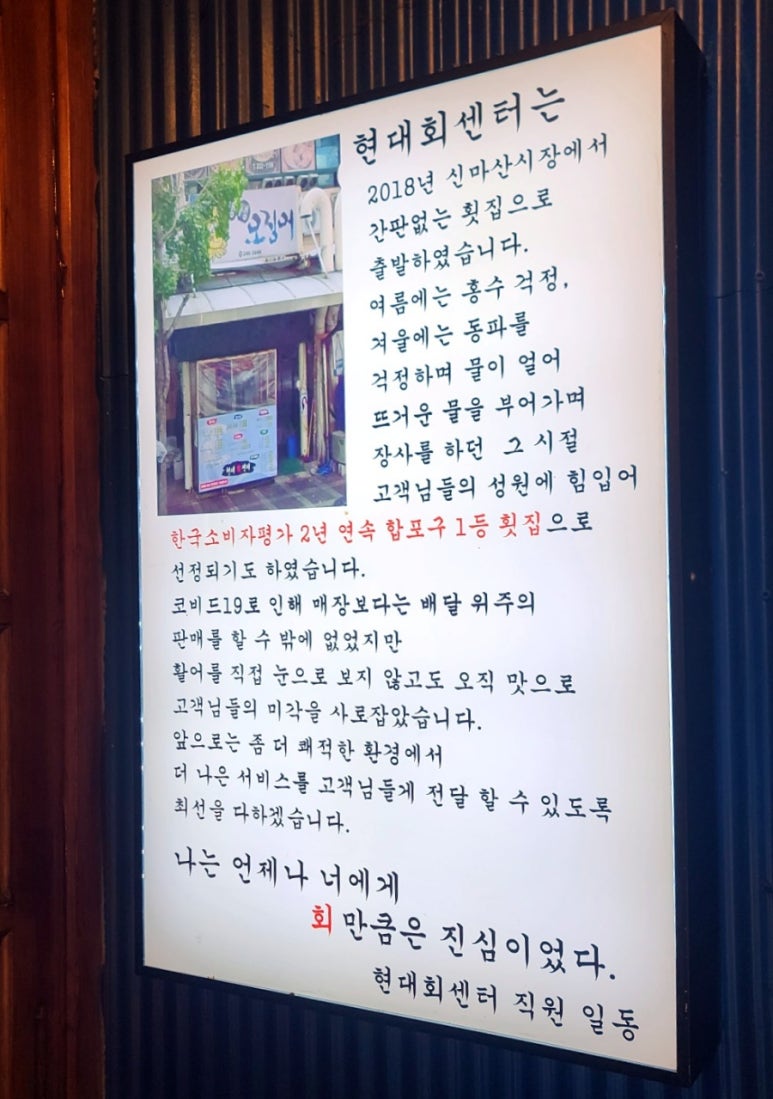 오징어
현대회센터는
2018년 신마산시장에서
간판없는 횟집으로
출발하였습니다.
여름에는 홍수 걱정,
겨울에는 동파를
걱정하며 물이 얼어
뜨거운 물을 부어가며
장사를 하던 그 시절
고객님들의 성원에 힘입어
한국소비자평가 2년 연속 합포구 1등 횟집으로
선정되기도 하였습니다.
코비드19로 인해 매장보다는 배달 위주의
판매를 할 수 밖에 없었지만
활어를 직접 눈으로 보지 않고도 오직 맛으로
고객님들의 미각을 사로잡았습니다.
앞으로는 좀 더 쾌적한 환경에서
더 나은 서비스를 고객님들게 전달 할 수 있도록
최선을 다하겠습니다.
나는 언제나 너에게
회 만큼은 진심이었다.
현대회센터 직원 일동